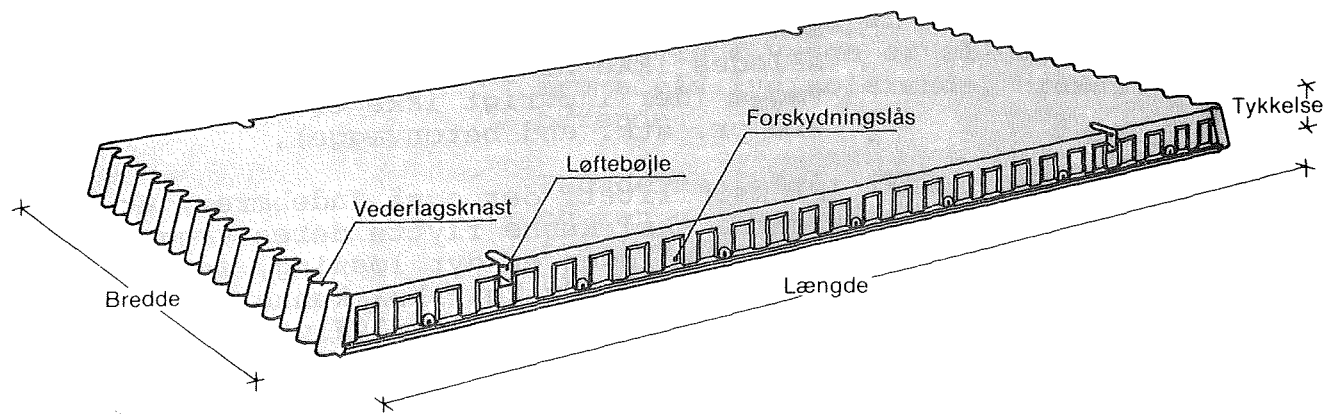 Tykkelse
Forskydningslås
Løftebøjle
Vederlagsknast
Bredde
Længde